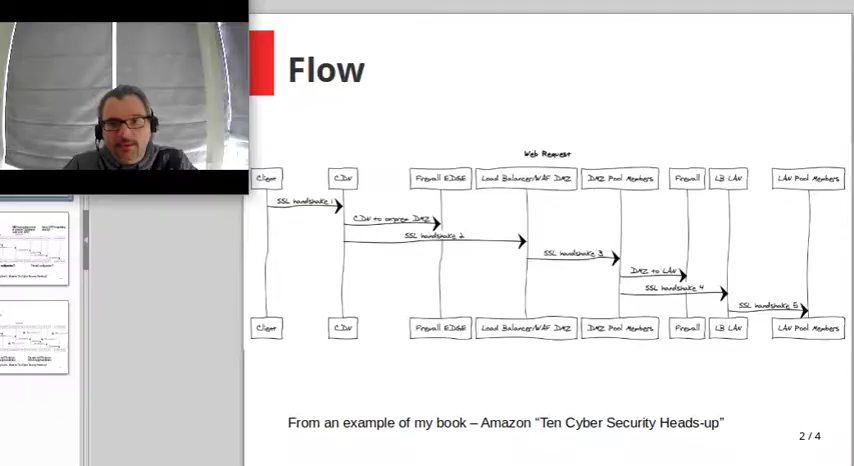 Flow
Web Request
Client CDN Firewall EDGE Load Balancer/WAF DMZ DMZ Pool Members Firewall LB LAN LAN Pool Members
SSL handshake 1
CDN to onprem DMZ
SSL handshake 2
SSL handshake 3
DMZ to LAN
SSL handshake 4
SSL handshake 5
Client CDN Firewall EDGE Load Balancer/WAF DMZ DMZ Pool Members Firewall LB LAN LAN Pool Members
From an example of my book – Amazon “Ten Cyber Security Heads-up”
2 / 4